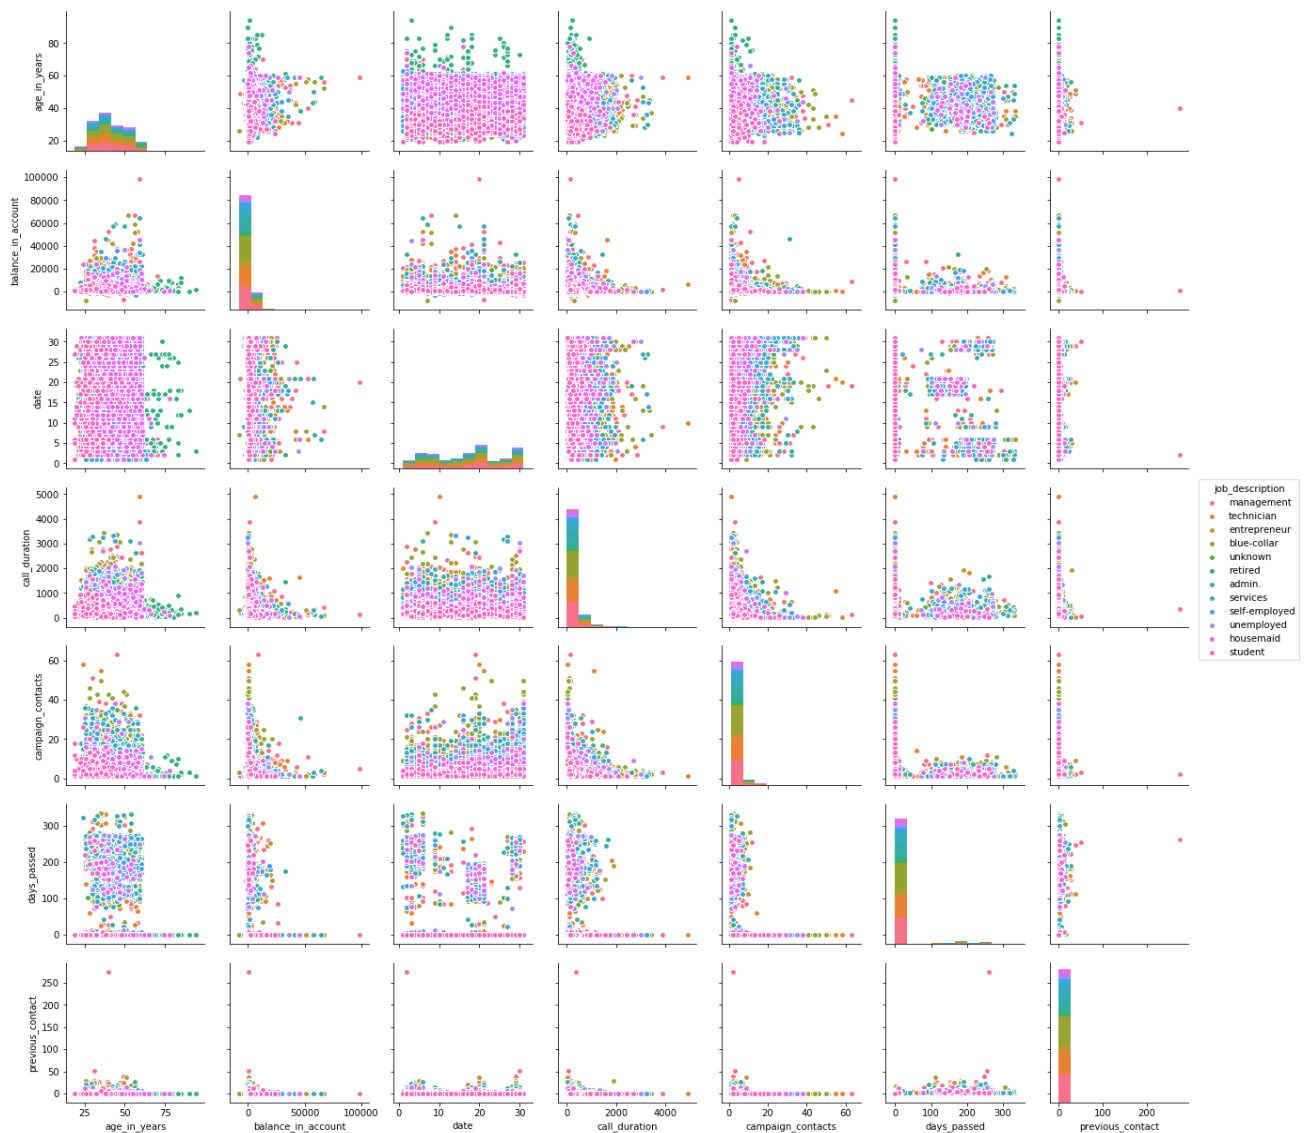 80
60
40
20
age_in_years
100000
80000
60000
40000
20000
0
balance_in_account
30
25
20
15
10
5
0
date
5000
4000
3000
2000
1000
0
call_duration
job_description
management
technician
entrepreneur
blue-collar
unknown
retired
admin.
services
self-employed
unemployed
housemaid
student
60
40
20
0
campaign_contacts
300
200
100
0
days_passed
250
200
150
100
50
0
previous_contact
25 50 75
0 50000 100000
0 10 20 30
0 2000 4000
0 20 40 60
0 100 200 300
0 100 200
age_in_years
balance_in_account
date
call_duration
campaign_contacts
days_passed
previous_contact